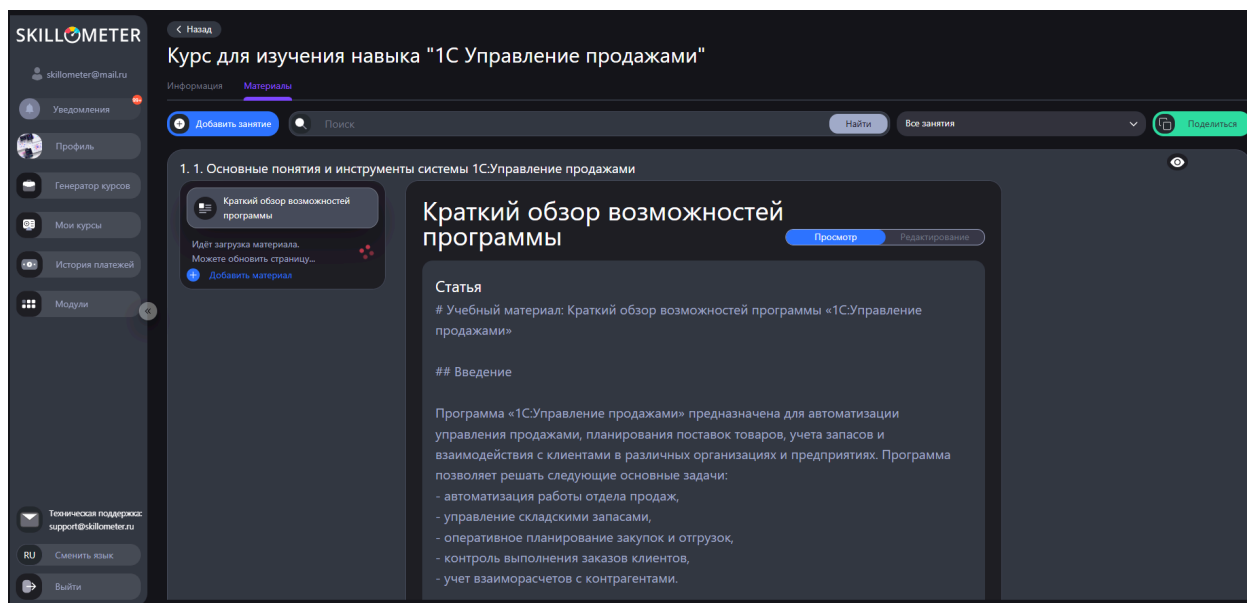 SKILLOMETER
skillometer@mail.ru
Уведомления
99+
Профиль
Генератор курсов
Мои курсы
История платежей
Модули
«
Техническая поддержка:
support@skillometer.ru
RU Сменить язык
Выйти
< Назад
Курс для изучения навыка "1С Управление продажами"
Информация Материалы
Добавить занятие Поиск Найти Все занятия Поделиться
1. 1. Основные понятия и инструменты системы 1С:Управление продажами
Краткий обзор возможностей
программы
Идёт загрузка материала.
Можете обновить страницу...
Добавить материал
Краткий обзор возможностей
программы
Просмотр Редактирование
Статья
# Учебный материал: Краткий обзор возможностей программы «1С:Управление
продажами»
## Введение
Программа «1С:Управление продажами» предназначена для автоматизации
управления продажами, планирования поставок товаров, учета запасов и
взаимодействия с клиентами в различных организациях и предприятиях. Программа
позволяет решать следующие основные задачи:
- автоматизация работы отдела продаж,
- управление складскими запасами,
- оперативное планирование закупок и отгрузок,
- контроль выполнения заказов клиентов,
- учет взаиморасчетов с контрагентами.